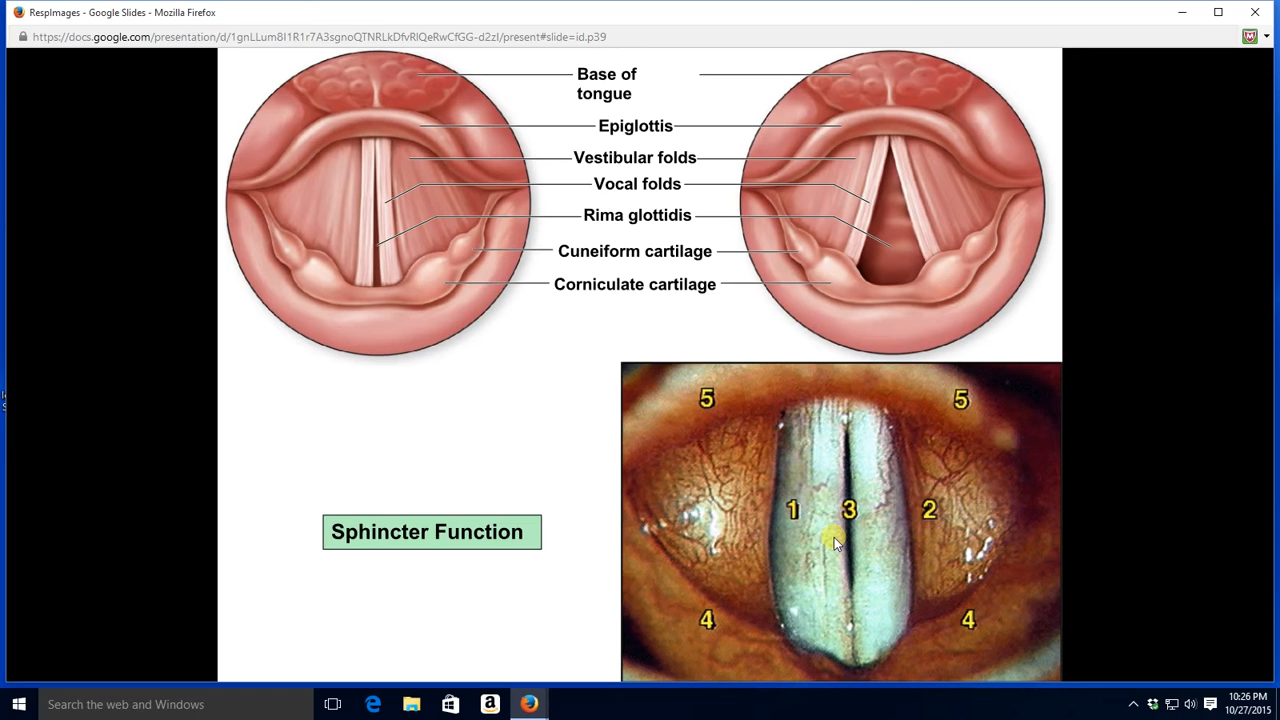 RespImages - Google Slides - Mozilla Firefox
https://docs.google.com/presentation/d/1gnLLum8I1R1r7A3sgnoQTNRLkDfvRlQeRwCfGG-d2zI/present#slide=id.p39
Base of
tongue
Epiglottis
Vestibular folds
Vocal folds
Rima glottidis
Cuneiform cartilage
Corniculate cartilage
5 5
1 3 2
Sphincter Function
4 4
Search the web and Windows
10:26 PM
10/27/2015